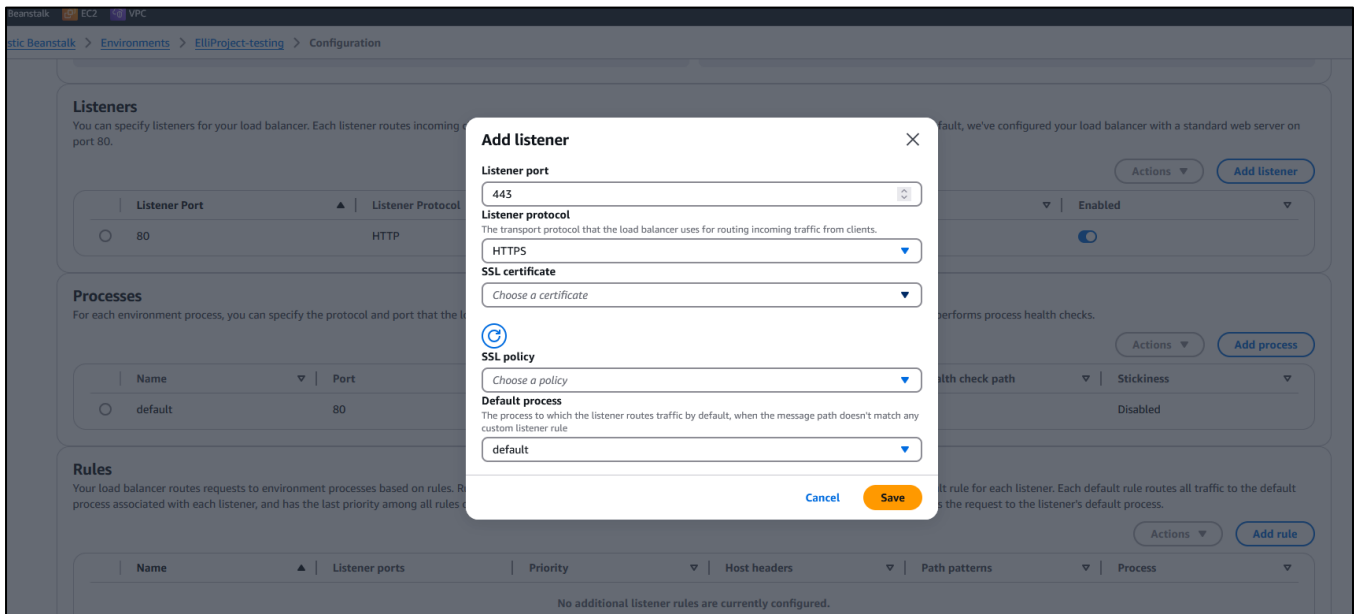 Beanstalk EC2 VPC
stic Beanstalk > Environments > ElliProject-testing > Configuration
Listeners
You can specify listeners for your load balancer. Each listener routes incoming
fault, we've configured your load balancer with a standard web server on
port 80.
Actions Add listener
Listener Port Listener Protocol Enabled
80 HTTP
Add listener
Listener port
443
Listener protocol
The transport protocol that the load balancer uses for routing incoming traffic from clients.
HTTPS
SSL certificate
Choose a certificate
SSL policy
Choose a policy
Default process
The process to which the listener routes traffic by default, when the message path doesn't match any
custom listener rule
default
Cancel Save
Processes
For each environment process, you can specify the protocol and port that the
performs process health checks.
Actions Add process
Name Port alth check path Stickiness
default 80 Disabled
Rules
Your load balancer routes requests to environment processes based on rules.
lt rule for each listener. Each default rule routes all traffic to the default
process associated with each listener, and has the last priority among all rules
s the request to the listener's default process.
Actions Add rule
Name Listener ports Priority Host headers Path patterns Process
No additional listener rules are currently configured.